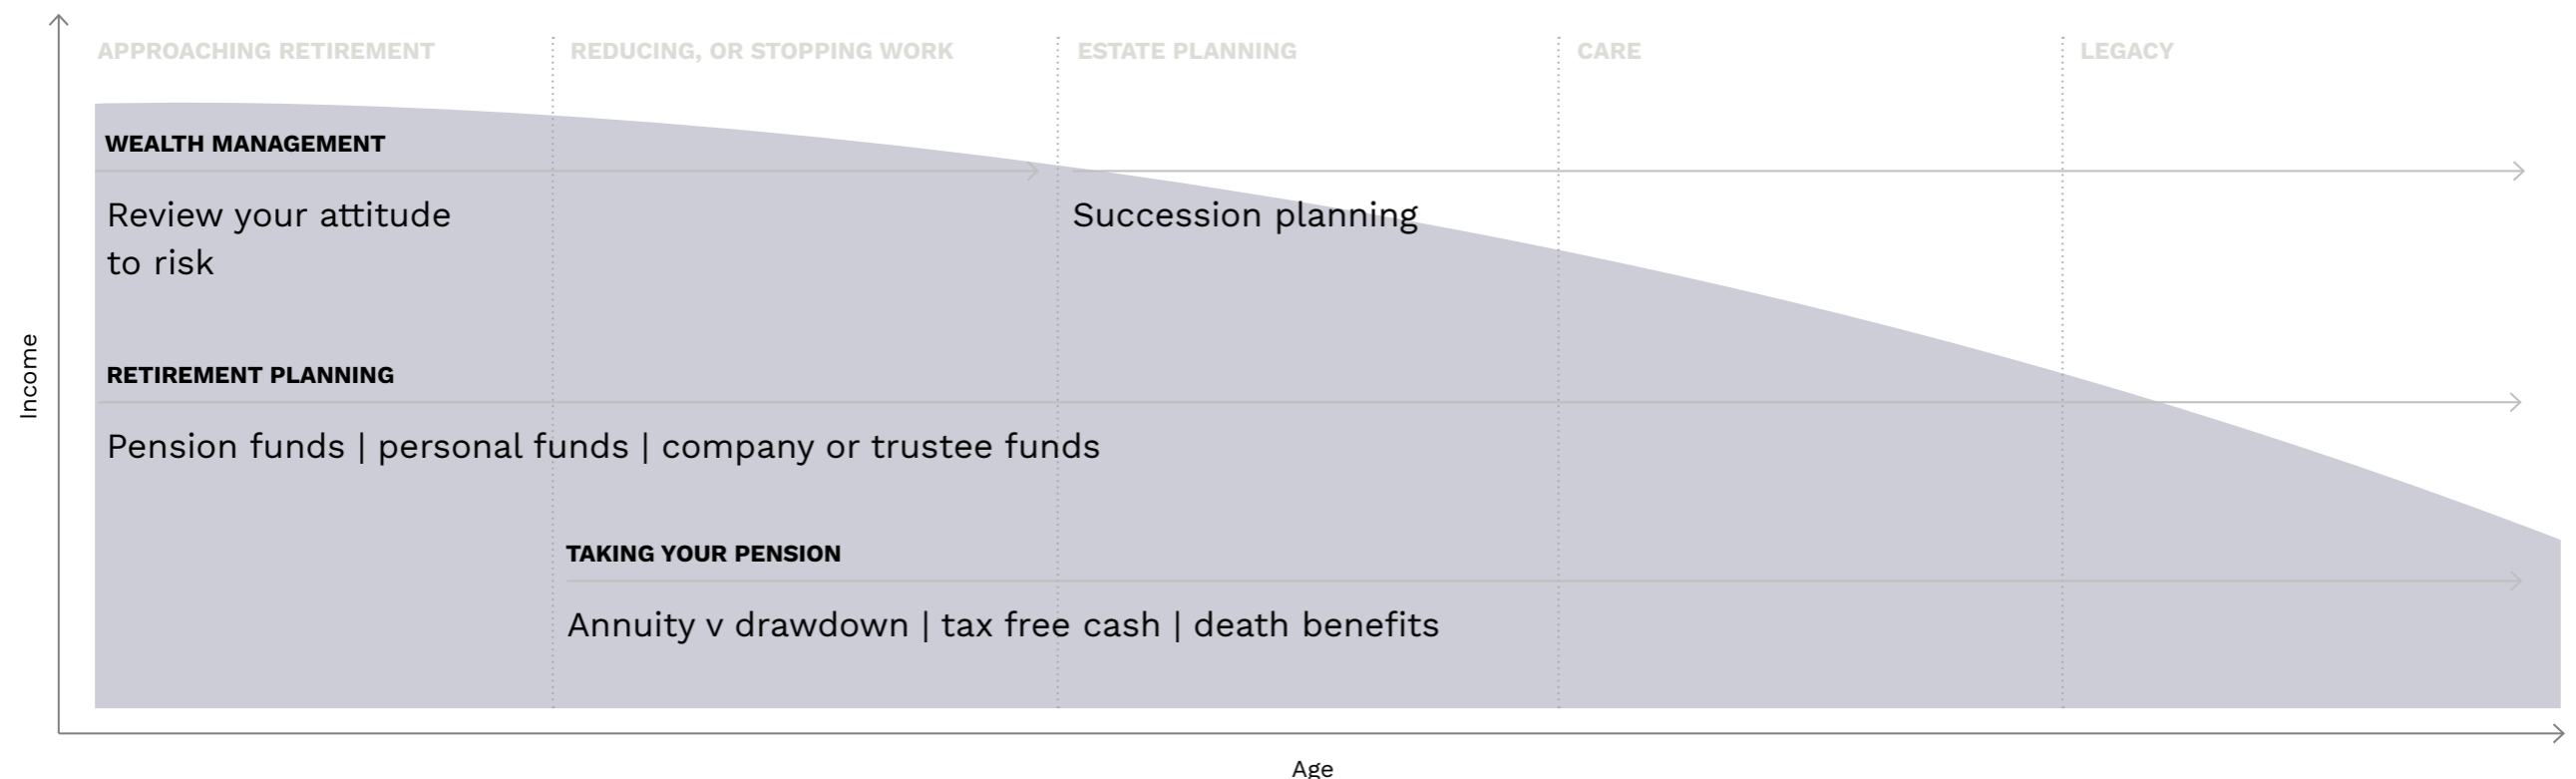 APPROACHING RETIREMENT
REDUCING, OR STOPPING WORK
ESTATE PLANNING
CARE
LEGACY
WEALTH MANAGEMENT
Review your attitude
to risk
Succession planning
Income
RETIREMENT PLANNING
Pension funds | personal funds | company or trustee funds
TAKING YOUR PENSION
Annuity v drawdown | tax free cash | death benefits
Age